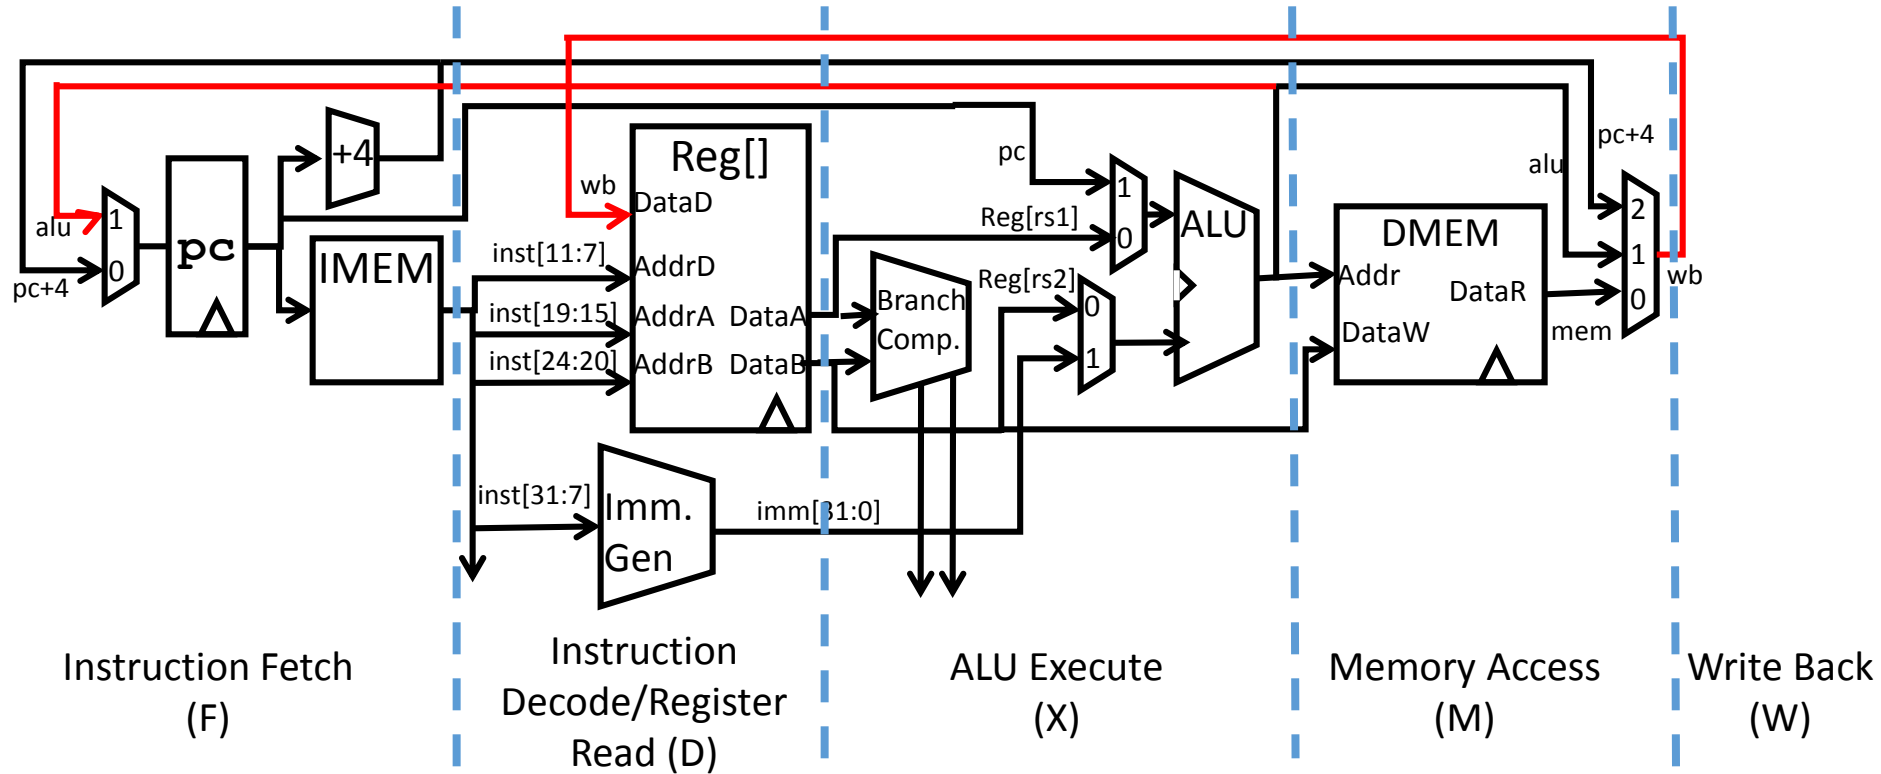 alu
pc+4
1
0
pc
+4
IMEM
inst[11:7]
inst[19:15]
inst[24:20]
inst[31:7]
wb
Reg[]
DataD
AddrD
AddrA DataA
AddrB DataB
Imm.
Gen
imm[31:0]
pc
Reg[rs1]
Reg[rs2]
Branch
Comp.
1
0
0
1
ALU
DMEM
Addr
DataR
DataW
mem
alu
pc+4
2
1
0
wb
Instruction Fetch
(F)
Instruction
Decode/Register
Read (D)
ALU Execute
(X)
Memory Access
(M)
Write Back
(W)